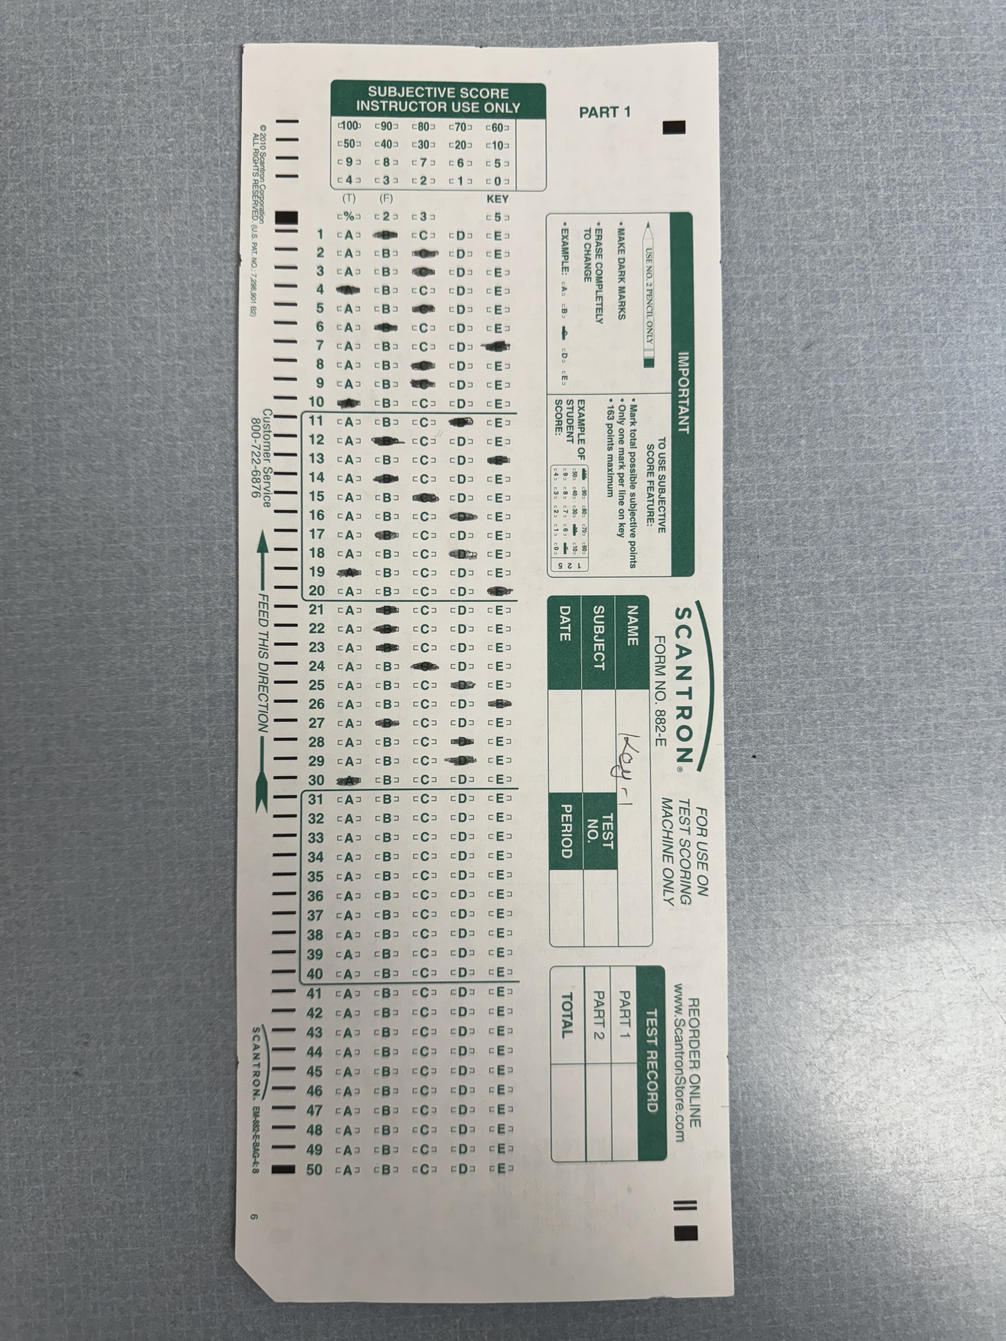 SUBJECTIVE SCORE
INSTRUCTOR USE ONLY
100 90 80 70 60
50 40 30 20 10
9 8 7 6 5
4 3 2 1 0
(T) (F) KEY
% 2 3 5
PART 1
1 A B C D E
2 A B C D E
3 A B C D E
4 A B C D E
5 A B C D E
6 A B C D E
7 A B C D E
8 A B C D E
9 A B C D E
10 A B C D E
11 A B C D E
12 A B C D E
13 A B C D E
14 A B C D E
15 A B C D E
16 A B C D E
17 A B C D E
18 A B C D E
19 A B C D E
20 A B C D E
21 A B C D E
22 A B C D E
23 A B C D E
24 A B C D E
25 A B C D E
26 A B C D E
27 A B C D E
28 A B C D E
29 A B C D E
30 A B C D E
31 A B C D E
32 A B C D E
33 A B C D E
34 A B C D E
35 A B C D E
36 A B C D E
37 A B C D E
38 A B C D E
39 A B C D E
40 A B C D E
41 A B C D E
42 A B C D E
43 A B C D E
44 A B C D E
45 A B C D E
46 A B C D E
47 A B C D E
48 A B C D E
49 A B C D E
50 A B C D E
© 2010 Scantron Corporation
ALL RIGHTS RESERVED. (U.S. PAT. NO.: 7,298,901 B2)
Customer Service
800-722-6876
FEED THIS DIRECTION
SCANTRON® EM-882-E-BAG-4: 8
6
IMPORTANT
USE NO. 2 PENCIL ONLY
• MAKE DARK MARKS
• ERASE COMPLETELY
TO CHANGE
• EXAMPLE: A B D E
TO USE SUBJECTIVE
SCORE FEATURE:
• Mark total possible subjective points
• Only one mark per line on key
• 163 points maximum
EXAMPLE OF
STUDENT
SCORE:
SCANTRON®
FORM NO. 882-E
NAME Key-1
SUBJECT
TEST
NO.
DATE
PERIOD
FOR USE ON
TEST SCORING
MACHINE ONLY
REORDER ONLINE
www.ScantronStore.com
TEST RECORD
PART 1
PART 2
TOTAL